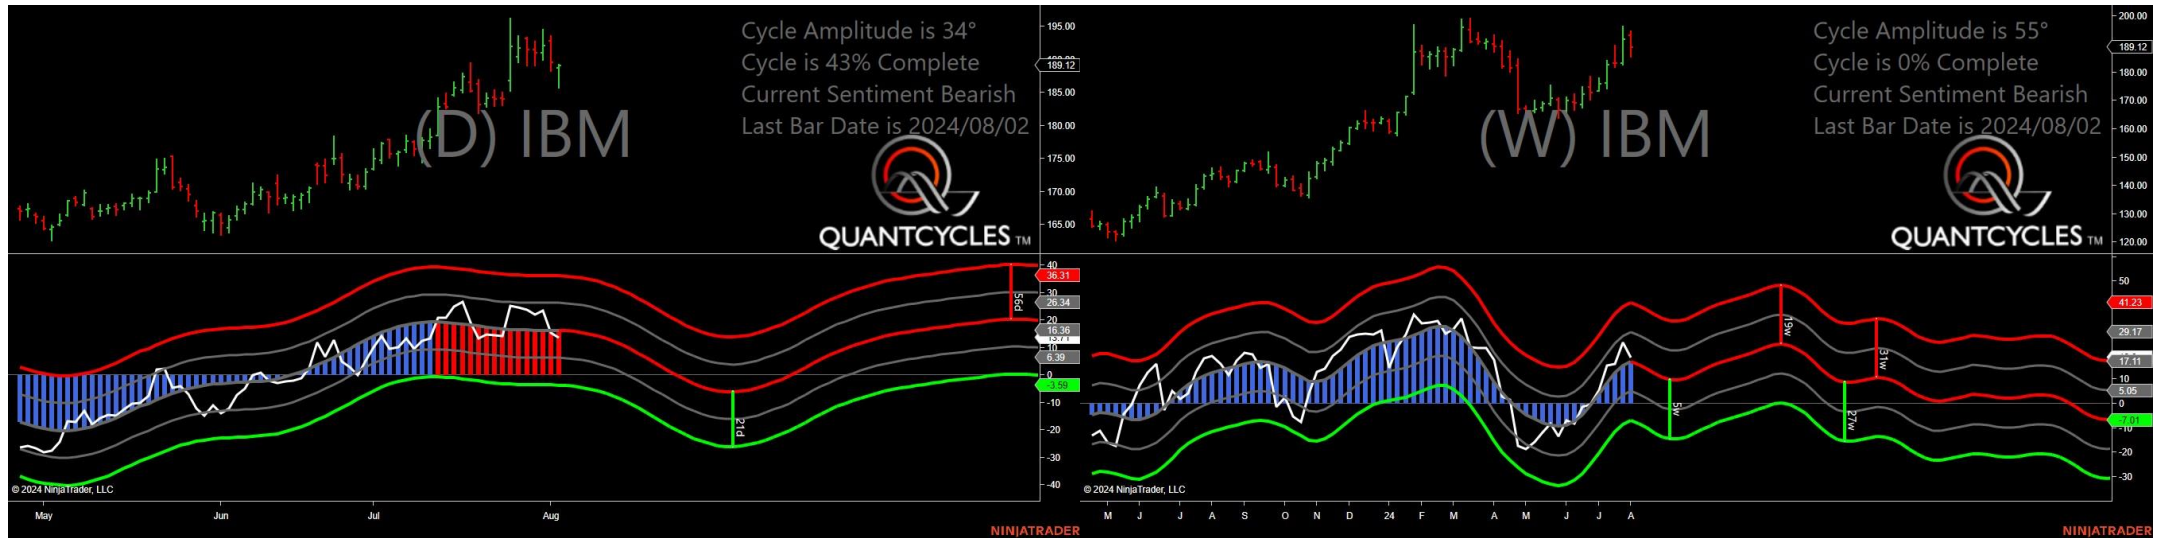 Cycle Amplitude is 34°
Cycle is 43% Complete
Current Sentiment Bearish
Last Bar Date is 2024/08/02
(D) IBM
QUANTCYCLES TM
195.00
189.12
185.00
180.00
175.00
170.00
165.00
40
36.31
30
26.34
20
16.36
10
6.39
0
-3.59
-10
-20
-30
-40
56d
21d
© 2024 NinjaTrader, LLC
May Jun Jul Aug
NINJATRADER
Cycle Amplitude is 55°
Cycle is 0% Complete
Current Sentiment Bearish
Last Bar Date is 2024/08/02
(W) IBM
QUANTCYCLES TM
200.00
189.12
180.00
170.00
160.00
150.00
140.00
130.00
120.00
50
41.23
29.17
17.11
10
5.05
0
-7.01
-10
-20
-30
5w
19w
27w
31w
© 2024 NinjaTrader, LLC
M J J A S O N D 24 F M A M J J A
NINJATRADER